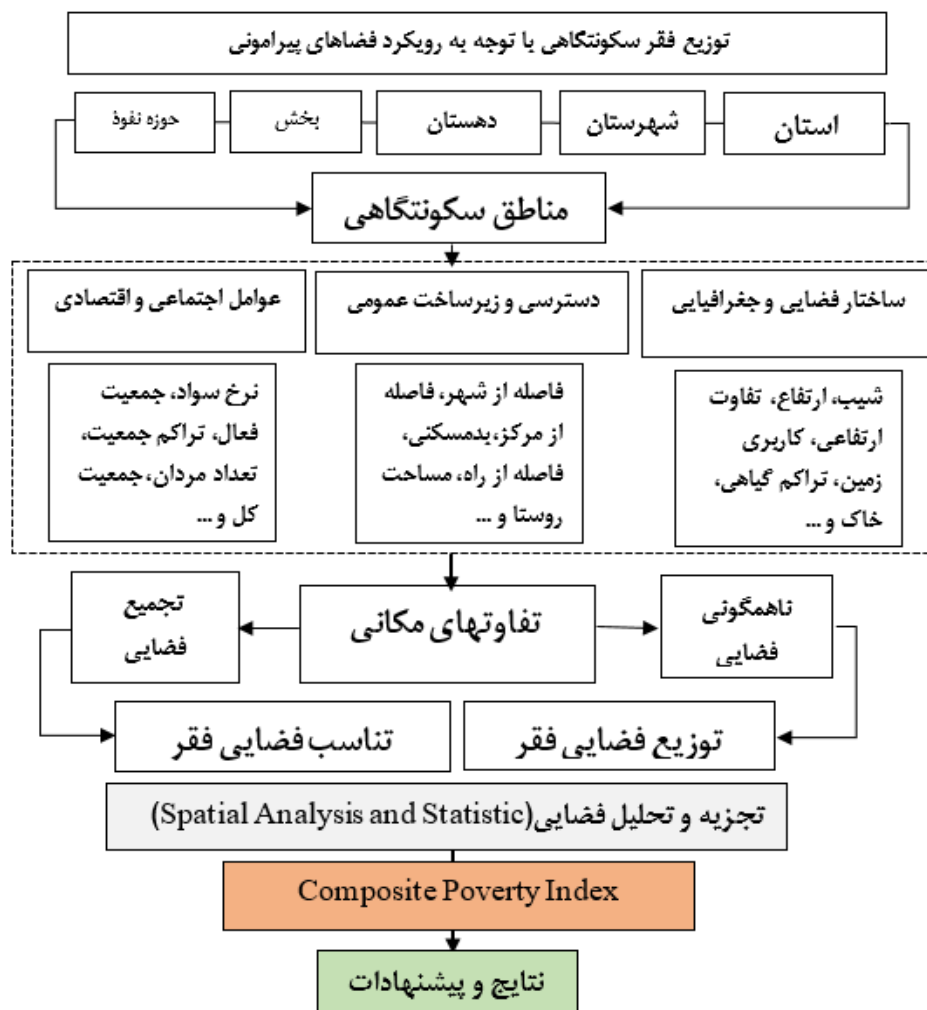 توزیع فقر سکونتگاهی با توجه به رویکرد فضاهای پیرامونی
استان
شهرستان
دهستان
بخش
حوزه نفوذ
مناطق سکونتگاهی
ساختار فضایی و جغرافیایی
دسترسی و زیرساخت عمومی
عوامل اجتماعی و اقتصادی
شیب، ارتفاع، تفاوت
ارتفاعی، کاربری
زمین، تراکم گیاهی،
خاک و ...
فاصله از شهر، فاصله
از مرکز،بدمسکنی،
فاصله از راه، مساحت
روستا و ...
نرخ سواد، جمعیت
فعال، تراکم جمعیت،
تعداد مردان، جمعیت
کل و ...
ناهمگونی
فضایی
تفاوتهای مکانی
تجمیع
فضایی
توزیع فضایی فقر
تناسب فضایی فقر
تجزیه و تحلیل فضایی(Spatial Analysis and Statistic)
Composite Poverty Index
نتایج و پیشنهادات